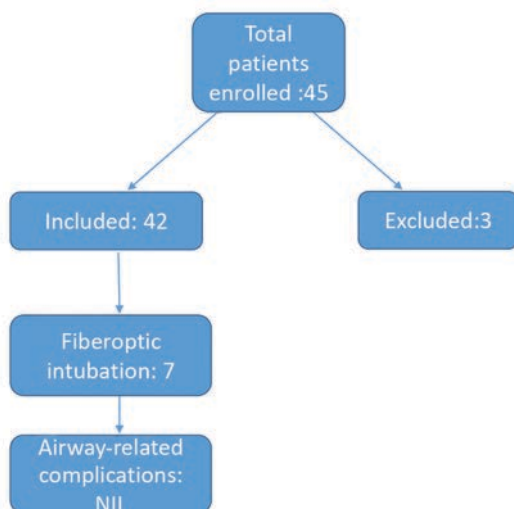 Total
patients
enrolled :45
Included: 42
Excluded:3
Fiberoptic
intubation: 7
Airway-related
complications:
NIL